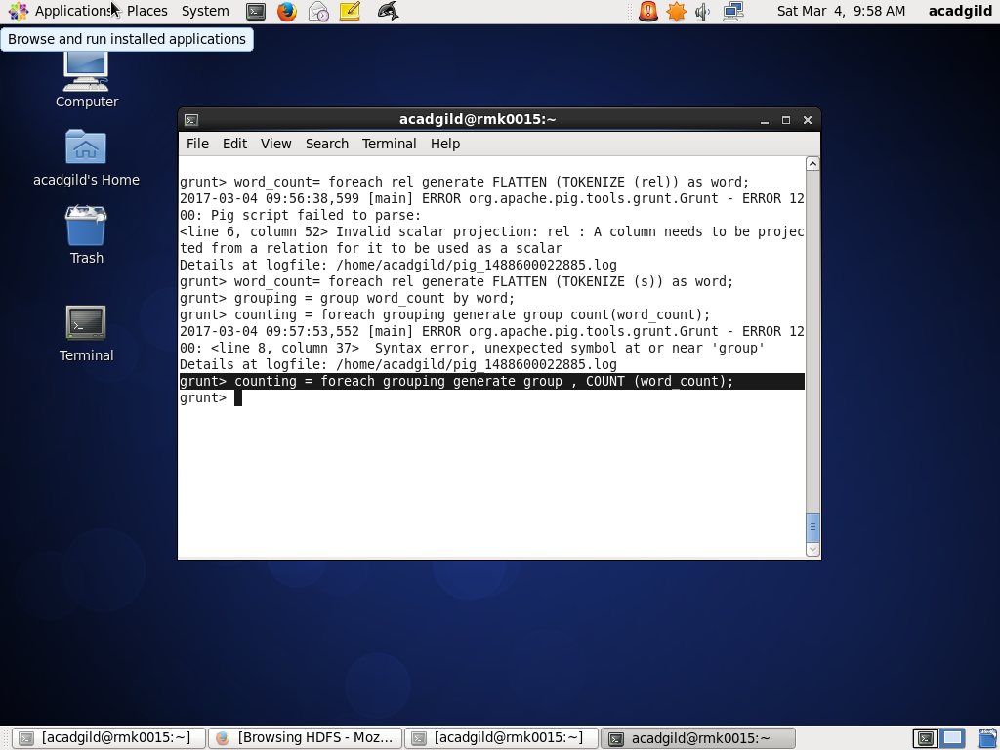 Applications Places System Sat Mar 4, 9:58 AM acadgild
Browse and run installed applications
Computer
acadgild's Home
Trash
Terminal
acadgild@rmk0015:~
File Edit View Search Terminal Help
grunt> word_count= foreach rel generate FLATTEN (TOKENIZE (rel)) as word;
2017-03-04 09:56:38,599 [main] ERROR org.apache.pig.tools.grunt.Grunt - ERROR 12
00: Pig script failed to parse:
<line 6, column 52> Invalid scalar projection: rel : A column needs to be projec
ted from a relation for it to be used as a scalar
Details at logfile: /home/acadgild/pig_1488600022885.log
grunt> word_count= foreach rel generate FLATTEN (TOKENIZE (s)) as word;
grunt> grouping = group word_count by word;
grunt> counting = foreach grouping generate group count(word_count);
2017-03-04 09:57:53,552 [main] ERROR org.apache.pig.tools.grunt.Grunt - ERROR 12
00: <line 8, column 37>  Syntax error, unexpected symbol at or near 'group'
Details at logfile: /home/acadgild/pig_1488600022885.log
grunt> counting = foreach grouping generate group , COUNT (word_count);
grunt>
[acadgild@rmk0015:~] [Browsing HDFS - Moz... [acadgild@rmk0015:~] acadgild@rmk0015:~